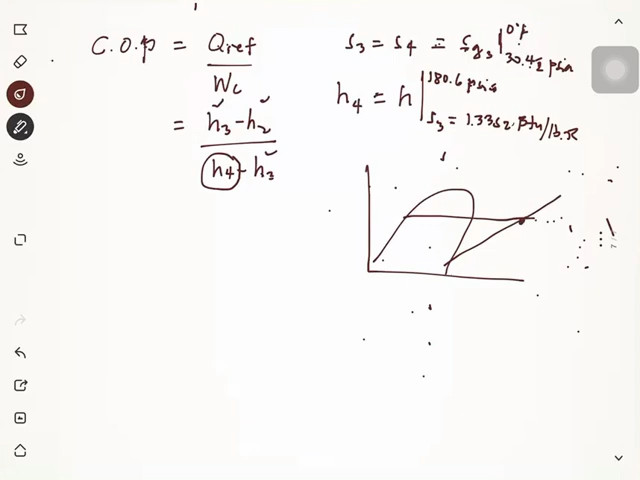 C.O.P = Qref
Wc
= h3 - h2
h4 - h3
s3 = s4 = sg3 | 0°F
30.42 psia
h4 = h | 180.6 psia
s3 = 1.3352 Btu/lb.°R